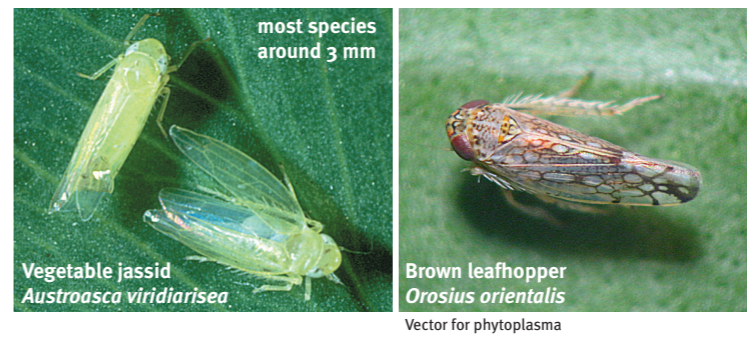 most species
around 3 mm
Vegetable jassid
Austroasca viridiarisea
Brown leafhopper
Orosius orientalis
Vector for phytoplasma